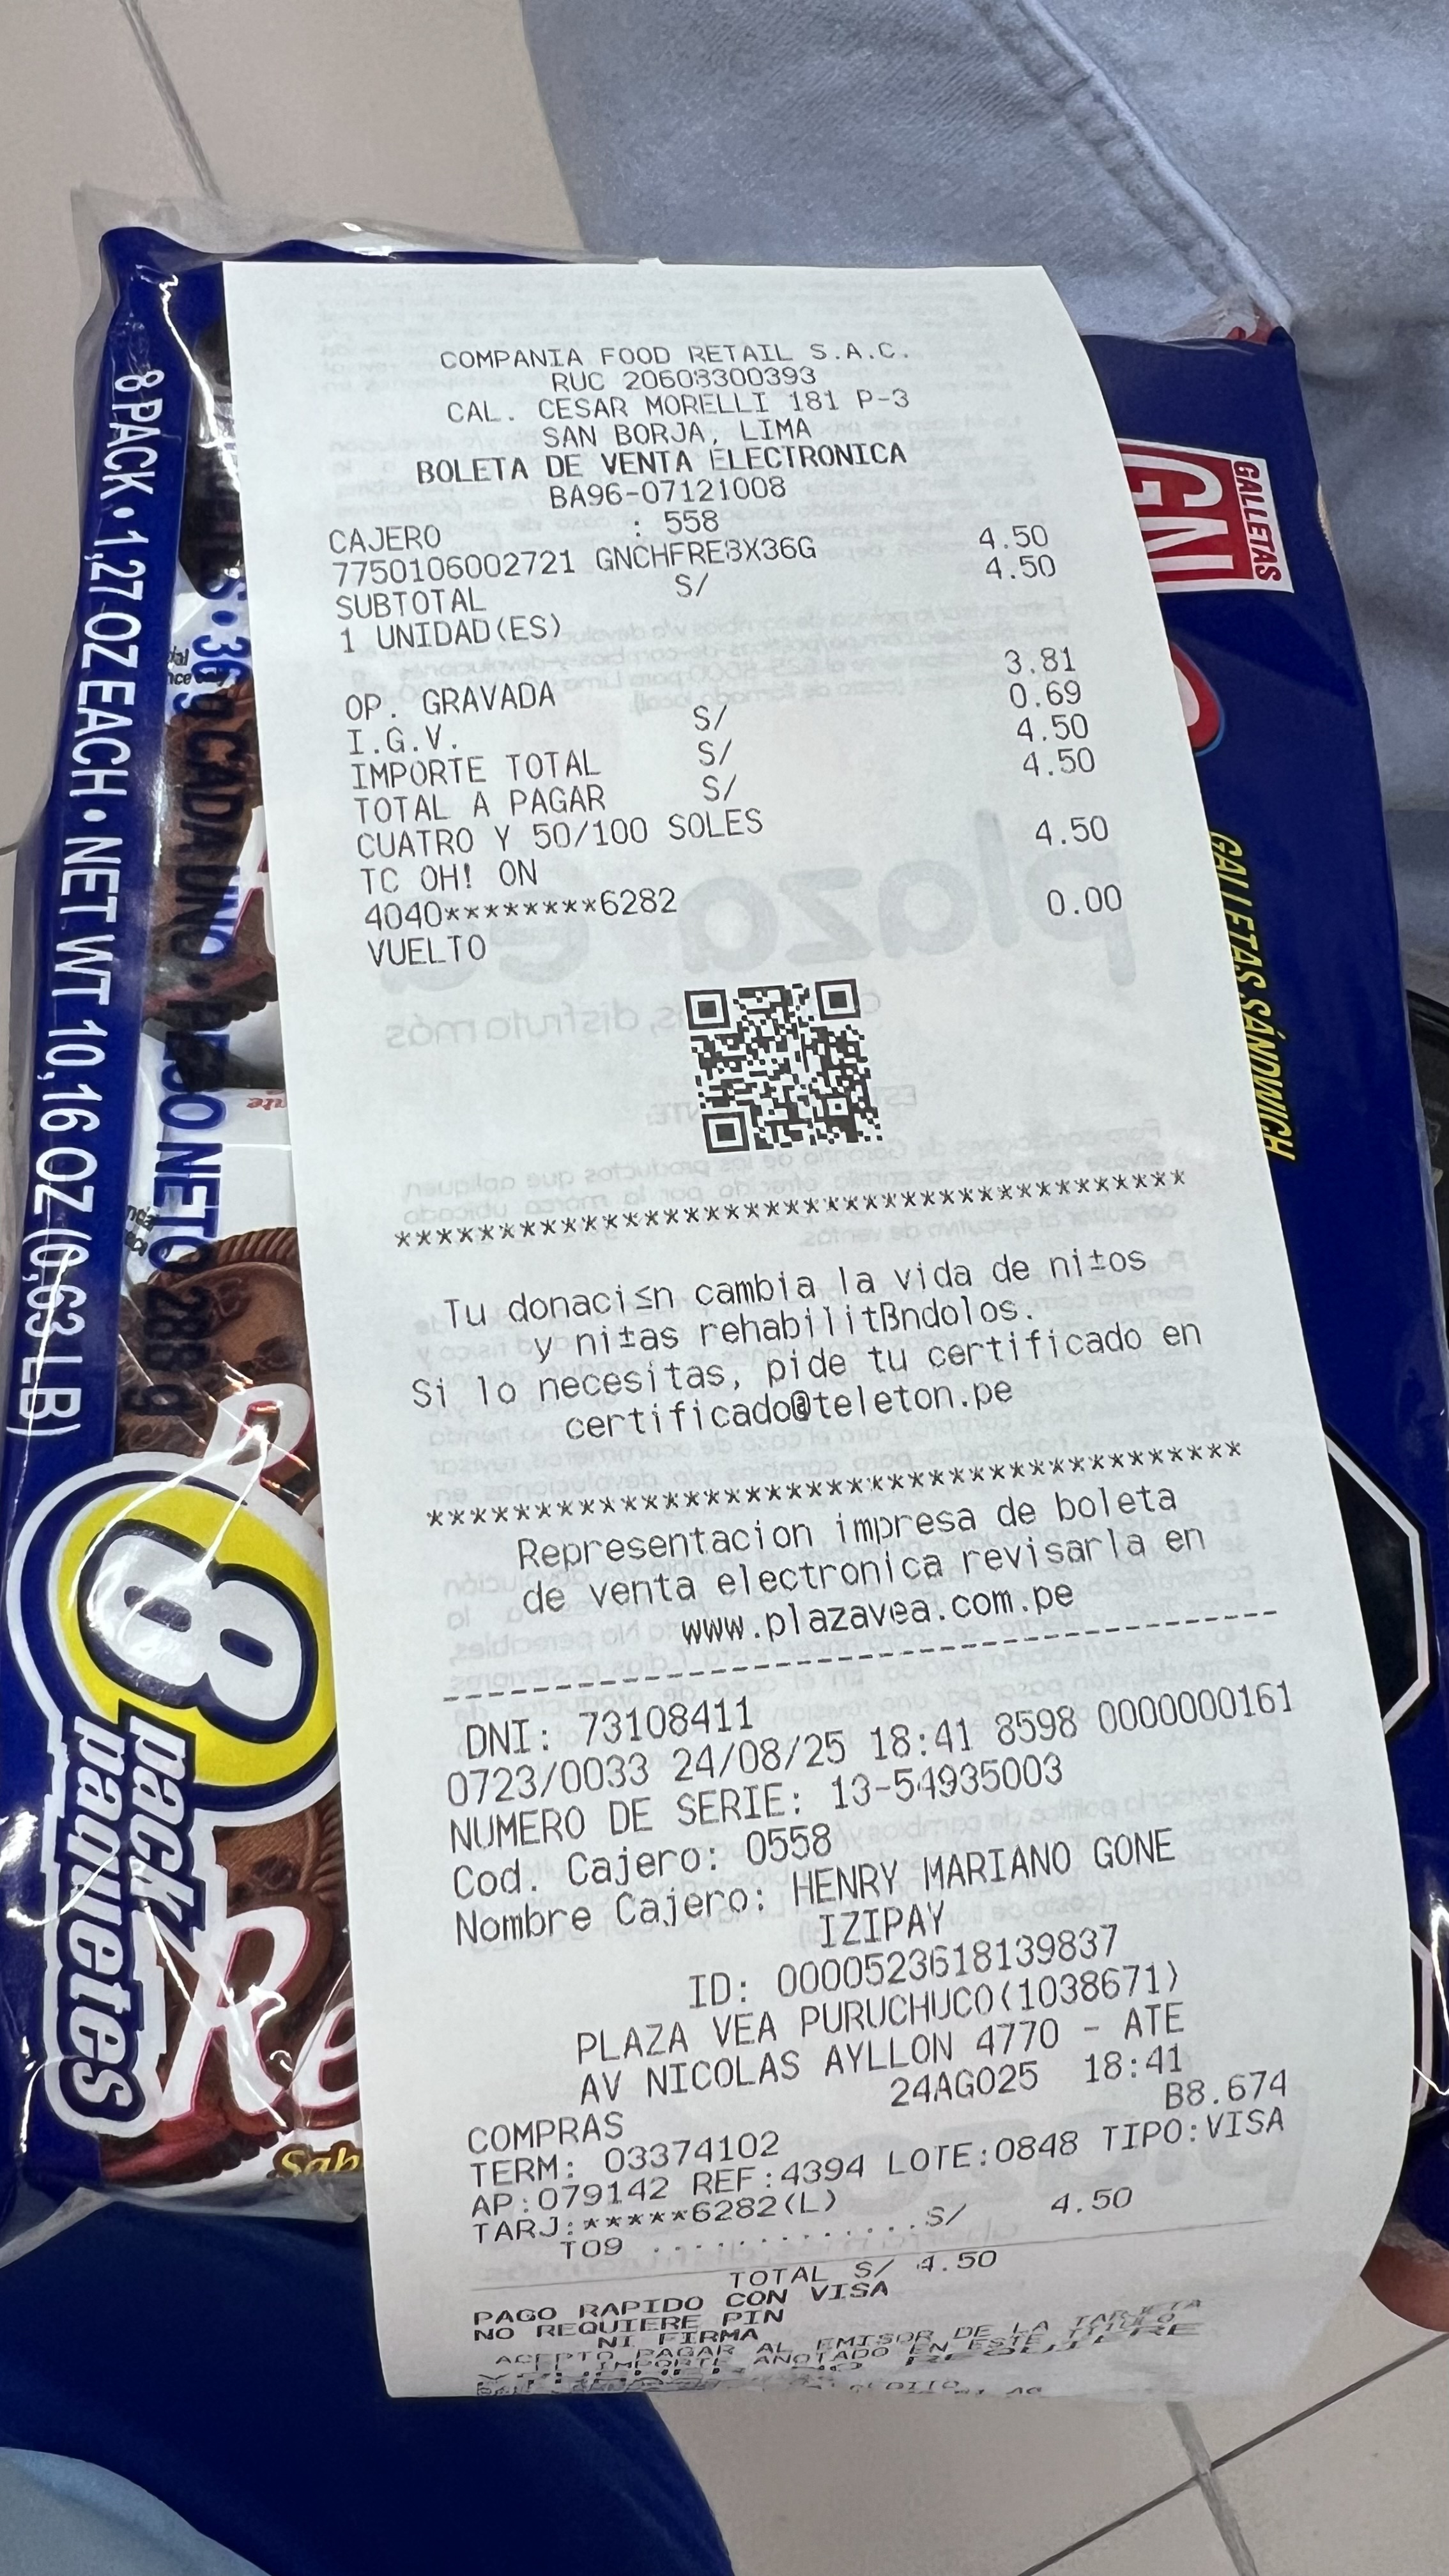 COMPANIA FOOD RETAIL S.A.C.
RUC 20608300393
CAL. CESAR MORELLI 181 P-3
SAN BORJA, LIMA
BOLETA DE VENTA ELECTRONICA
BA96-07121008
CAJERO : 558
7750106002721 GNCHFRE8X36G 4.50
SUBTOTAL S/ 4.50
1 UNIDAD(ES)
OP. GRAVADA 3.81
I.G.V. S/ 0.69
IMPORTE TOTAL S/ 4.50
TOTAL A PAGAR S/ 4.50
CUATRO Y 50/100 SOLES
TC OH! ON 4.50
4040********6282
VUELTO 0.00
*************************************
Tu donaci≤n cambia la vida de ni±os
y ni±as rehabilitßndolos.
Si lo necesitas, pide tu certificado en
certificado@teleton.pe
**************************************
Representacion impresa de boleta
de venta electronica revisarla en
www.plazavea.com.pe
---------------------------------------
DNI: 73108411
0723/0033 24/08/25 18:41 8598 0000000161
NUMERO DE SERIE: 13-54935003
Cod. Cajero: 0558
Nombre Cajero: HENRY MARIANO GONE
IZIPAY
ID: 0000523618139837
PLAZA VEA PURUCHUCO(1038671)
AV NICOLAS AYLLON 4770 - ATE
24AGO25 18:41
COMPRAS B8.674
TERM: 03374102
AP:079142 REF:4394 LOTE:0848 TIPO:VISA
TARJ:*****6282(L)
T09 ............S/ 4.50
TOTAL S/ 4.50
PAGO RAPIDO CON VISA
NO REQUIERE PIN
NI FIRMA
ACEPTO PAGAR AL EMISOR DE LA TARJETA
IMPORTE ANOTADO EN ESTE TITULO
8 PACK • 1,27 OZ EACH • NET WT 10,16 OZ (0,63 LB)
36 g CADA UNO • PESO NETO 288 g
8
pack
paquetes
GN
GALLETAS
GALLETAS SÁNDWICH